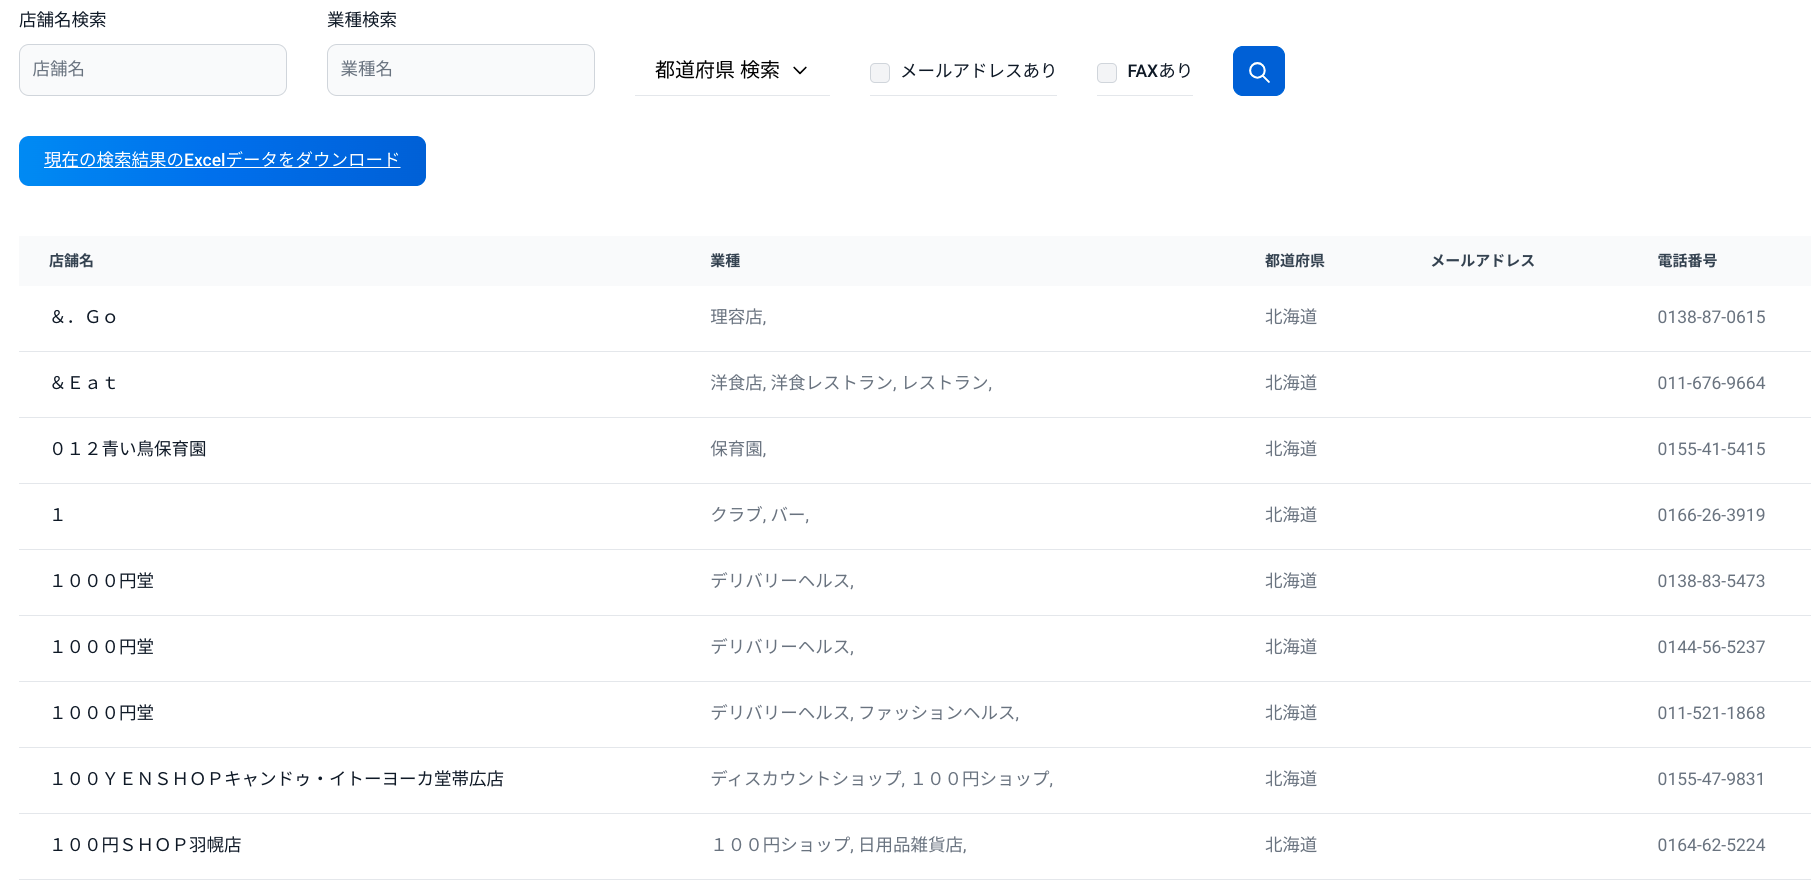 店舗名検索
業種検索
店舗名
業種名
都道府県 検索
メールアドレスあり
FAXあり
現在の検索結果のExcelデータをダウンロード
店舗名 業種 都道府県 メールアドレス 電話番号
＆．Ｇｏ 理容店, 北海道 0138-87-0615
＆Ｅａｔ 洋食店, 洋食レストラン, レストラン, 北海道 011-676-9664
０１２青い鳥保育園 保育園, 北海道 0155-41-5415
１ クラブ, バー, 北海道 0166-26-3919
１０００円堂 デリバリーヘルス, 北海道 0138-83-5473
１０００円堂 デリバリーヘルス, 北海道 0144-56-5237
１０００円堂 デリバリーヘルス, ファッションヘルス, 北海道 011-521-1868
１００ＹＥＮＳＨＯＰキャンドゥ・イトーヨーカ堂帯広店 ディスカウントショップ, １００円ショップ, 北海道 0155-47-9831
１００円ＳＨＯＰ羽幌店 １００円ショップ, 日用品雑貨店, 北海道 0164-62-5224